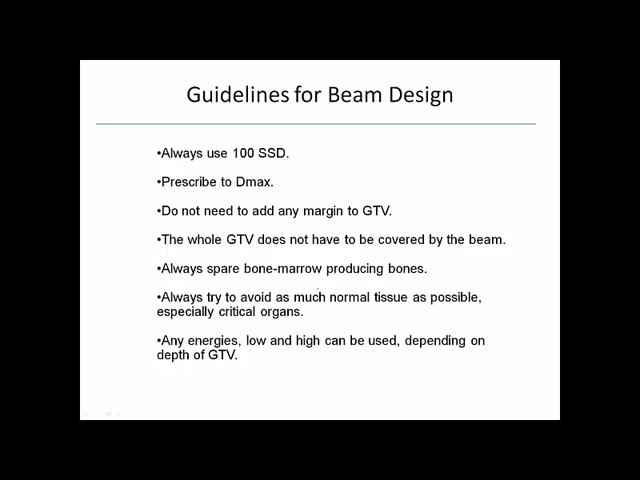 Guidelines for Beam Design
•Always use 100 SSD.
•Prescribe to Dmax.
•Do not need to add any margin to GTV.
•The whole GTV does not have to be covered by the beam.
•Always spare bone-marrow producing bones.
•Always try to avoid as much normal tissue as possible,
especially critical organs.
•Any energies, low and high can be used, depending on
depth of GTV.